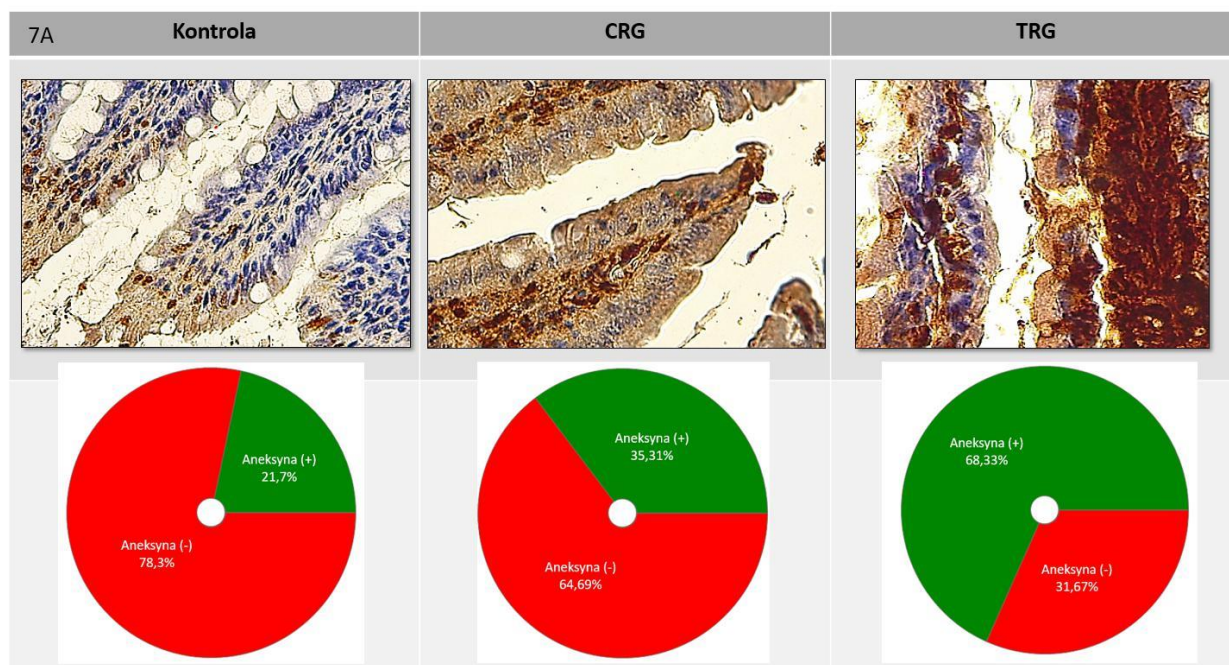 7A
Kontrola
CRG
TRG
Aneksyna (+)
21,7%
Aneksyna (-)
78,3%
Aneksyna (+)
35,31%
Aneksyna (-)
64,69%
Aneksyna (+)
68,33%
Aneksyna (-)
31,67%